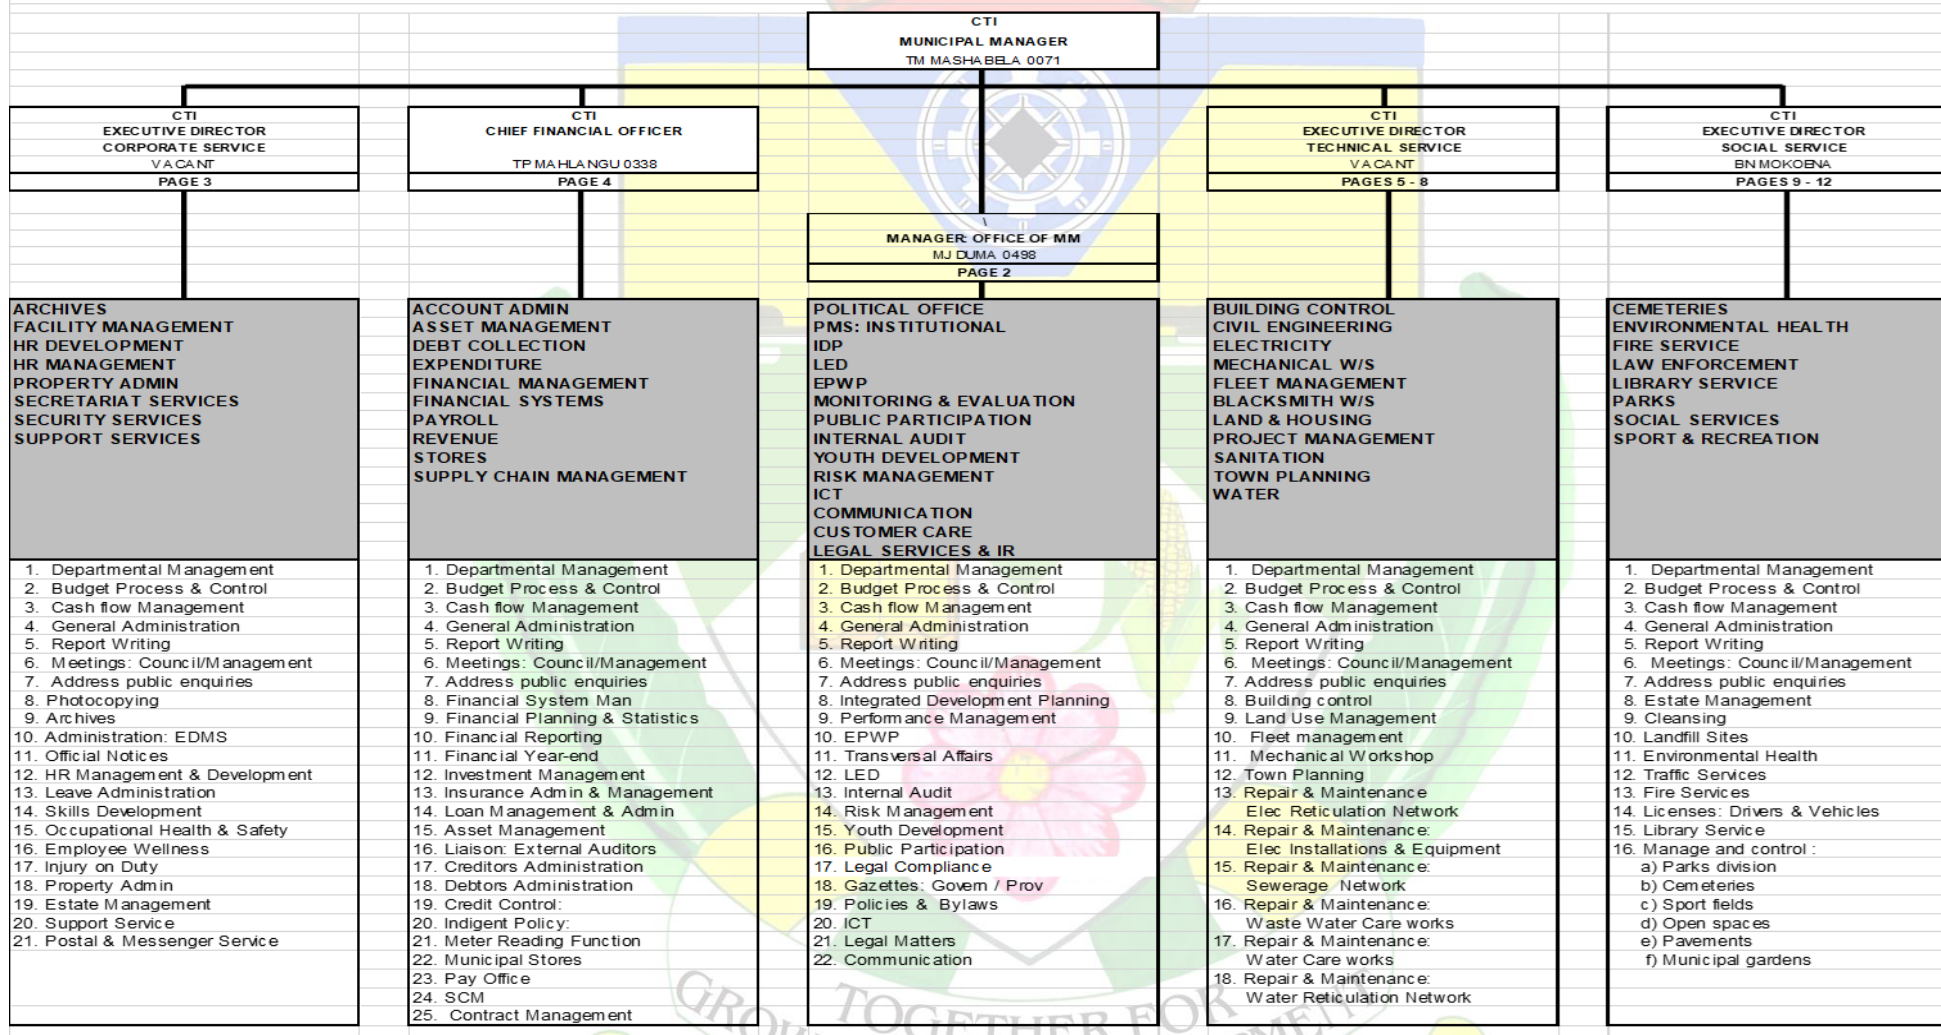 CTI
MUNICIPAL MANAGER
TM MASHABELA 0071
CTI
EXECUTIVE DIRECTOR
CORPORATE SERVICE
VACANT
PAGE 3
CTI
CHIEF FINANCIAL OFFICER
TP MAHLANGU 0338
PAGE 4
CTI
EXECUTIVE DIRECTOR
TECHNICAL SERVICE
VACANT
PAGES 5 - 8
CTI
EXECUTIVE DIRECTOR
SOCIAL SERVICE
BN MOKOENA
PAGES 9 - 12
\
MANAGER: OFFICE OF MM
MJ DUMA 0498
PAGE 2
ARCHIVES
FACILITY MANAGEMENT
HR DEVELOPMENT
HR MANAGEMENT
PROPERTY ADMIN
SECRETARIAT SERVICES
SECURITY SERVICES
SUPPORT SERVICES
1. Departmental Management
2. Budget Process & Control
3. Cash flow Management
4. General Administration
5. Report Writing
6. Meetings: Council/Management
7. Address public enquiries
8. Photocopying
9. Archives
10. Administration: EDMS
11. Official Notices
12. HR Management & Development
13. Leave Administration
14. Skills Development
15. Occupational Health & Safety
16. Employee Wellness
17. Injury on Duty
18. Property Admin
19. Estate Management
20. Support Service
21. Postal & Messenger Service
ACCOUNT ADMIN
ASSET MANAGEMENT
DEBT COLLECTION
EXPENDITURE
FINANCIAL MANAGEMENT
FINANCIAL SYSTEMS
PAYROLL
REVENUE
STORES
SUPPLY CHAIN MANAGEMENT
1. Departmental Management
2. Budget Process & Control
3. Cash flow Management
4. General Administration
5. Report Writing
6. Meetings: Council/Management
7. Address public enquiries
8. Financial System Man
9. Financial Planning & Statistics
10. Financial Reporting
11. Financial Year-end
12. Investment Management
13. Insurance Admin & Management
14. Loan Management & Admin
15. Asset Management
16. Liaison: External Auditors
17. Creditors Administration
18. Debtors Administration
19. Credit Control:
20. Indigent Policy:
21. Meter Reading Function
22. Municipal Stores
23. Pay Office
24. SCM
25. Contract Management
POLITICAL OFFICE
PMS: INSTITUTIONAL
IDP
LED
EPWP
MONITORING & EVALUATION
PUBLIC PARTICIPATION
INTERNAL AUDIT
YOUTH DEVELOPMENT
RISK MANAGEMENT
ICT
COMMUNICATION
CUSTOMER CARE
LEGAL SERVICES & IR
1. Departmental Management
2. Budget Process & Control
3. Cash flow Management
4. General Administration
5. Report Writing
6. Meetings: Council/Management
7. Address public enquiries
8. Integrated Development Planning
9. Performance Management
10. EPWP
11. Transversal Affairs
12. LED
13. Internal Audit
14. Risk Management
15. Youth Development
16. Public Participation
17. Legal Compliance
18. Gazettes: Govern / Prov
19. Policies & Bylaws
20. ICT
21. Legal Matters
22. Communication
BUILDING CONTROL
CIVIL ENGINEERING
ELECTRICITY
MECHANICAL W/S
FLEET MANAGEMENT
BLACKSMITH W/S
LAND & HOUSING
PROJECT MANAGEMENT
SANITATION
TOWN PLANNING
WATER
1. Departmental Management
2. Budget Process & Control
3. Cash flow Management
4. General Administration
5. Report Writing
6. Meetings: Council/Management
7. Address public enquiries
8. Building control
9. Land Use Management
10. Fleet management
11. Mechanical Workshop
12. Town Planning
13. Repair & Maintenance
Elec Reticulation Network
14. Repair & Maintenance:
Elec Installations & Equipment
15. Repair & Maintenance:
Sewerage Network
16. Repair & Maintenance:
Waste Water Care works
17. Repair & Maintenance:
Water Care works
18. Repair & Maintenance:
Water Reticulation Network
CEMETERIES
ENVIRONMENTAL HEALTH
FIRE SERVICE
LAW ENFORCEMENT
LIBRARY SERVICE
PARKS
SOCIAL SERVICES
SPORT & RECREATION
1. Departmental Management
2. Budget Process & Control
3. Cash flow Management
4. General Administration
5. Report Writing
6. Meetings: Council/Management
7. Address public enquiries
8. Estate Management
9. Cleansing
10. Landfill Sites
11. Environmental Health
12. Traffic Services
13. Fire Services
14. Licenses: Drivers & Vehicles
15. Library Service
16. Manage and control :
a) Parks division
b) Cemeteries
c) Sport fields
d) Open spaces
e) Pavements
f) Municipal gardens
TOGETHER FOR